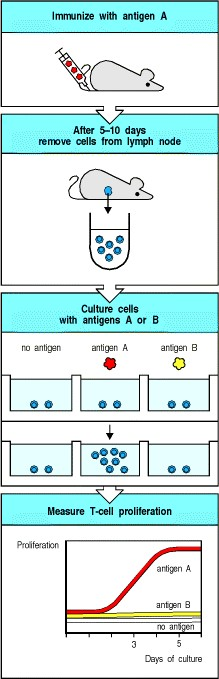 Immunize with antigen A
After 5–10 days
remove cells from lymph node
Culture cells
with antigens A or B
no antigen antigen A antigen B
Measure T-cell proliferation
Proliferation
antigen A
antigen B
no antigen
3 5
Days of culture